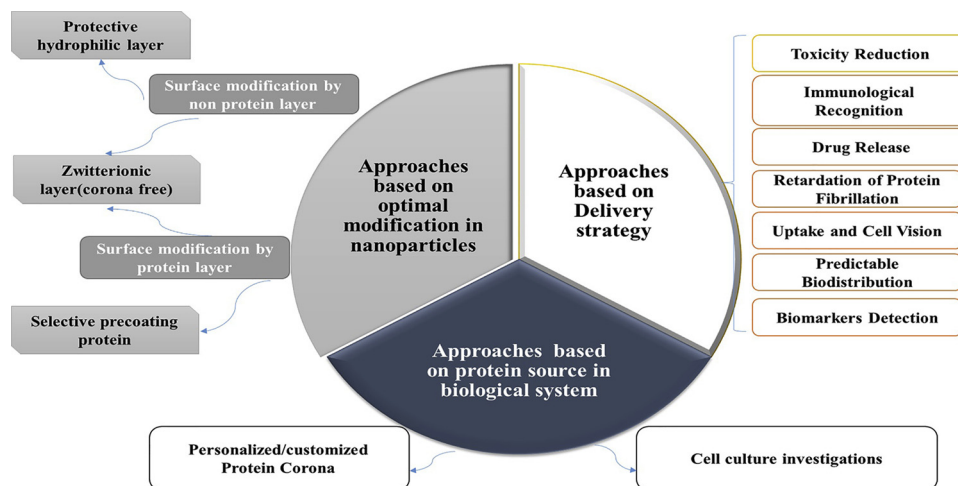 Protective
hydrophilic layer
Surface modification by
non protein layer
Zwitterionic
layer(corona free)
Surface modification by
protein layer
Selective precoating
protein
Approaches
based on
optimal
modification in
nanoparticles
Approaches
based on
Delivery
strategy
Approaches based
on protein source in
biological system
Toxicity Reduction
Immunological
Recognition
Drug Release
Retardation of Protein
Fibrillation
Uptake and Cell Vision
Predictable
Biodistribution
Biomarkers Detection
Personalized/customized
Protein Corona
Cell culture investigations